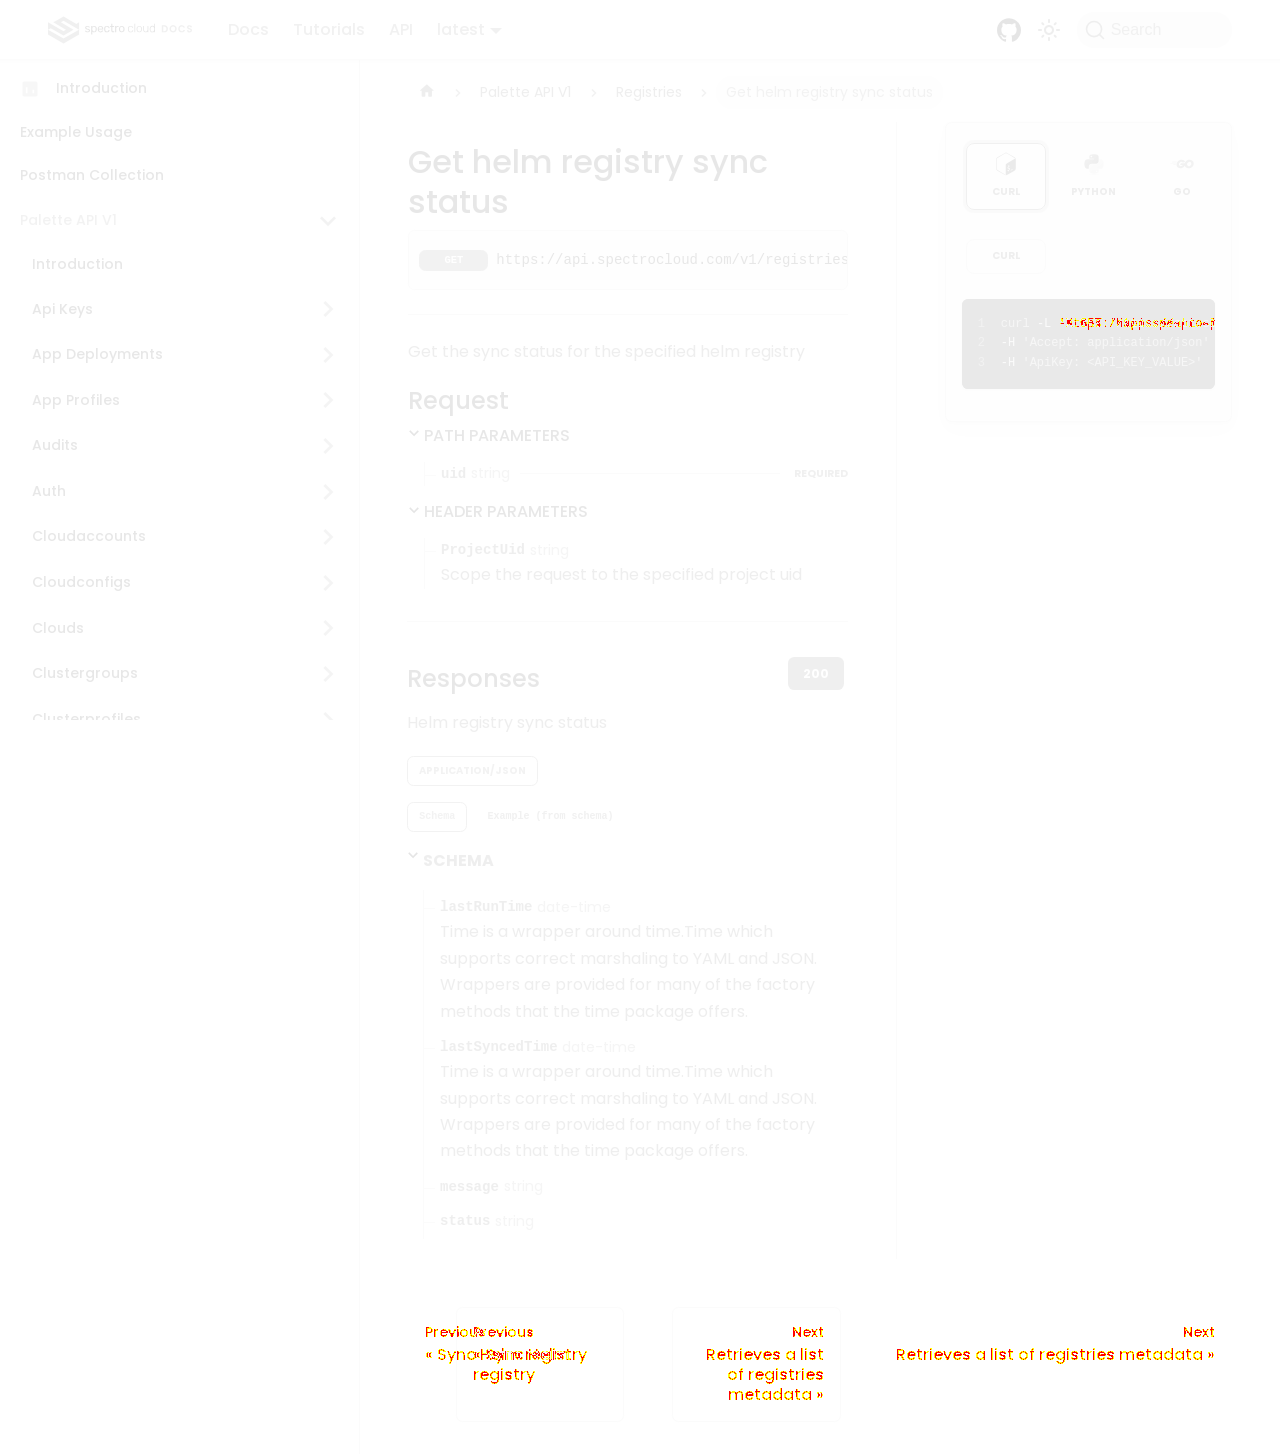 spectro cloud DOCS
Docs
Tutorials
API
latest
Search
Introduction
Example Usage
Postman Collection
Palette API V1
Introduction
Api Keys
App Deployments
App Profiles
Audits
Auth
Cloudaccounts
Cloudconfigs
Clouds
Clustergroups
Clusterprofiles
Palette API V1
Registries
Get helm registry sync status
Get helm registry sync
status
GET https://api.spectrocloud.com/v1/registries
Get the sync status for the specified helm registry
Request
PATH PARAMETERS
uid string REQUIRED
HEADER PARAMETERS
ProjectUid string
Scope the request to the specified project uid
Responses
200
Helm registry sync status
APPLICATION/JSON
Schema
Example (from schema)
SCHEMA
lastRunTime date-time
Time is a wrapper around time.Time which
supports correct marshaling to YAML and JSON.
Wrappers are provided for many of the factory
methods that the time package offers.
lastSyncedTime date-time
Time is a wrapper around time.Time which
supports correct marshaling to YAML and JSON.
Wrappers are provided for many of the factory
methods that the time package offers.
message string
status string
CURL
PYTHON
GO
CURL
1 curl -L
2 -H 'Accept: application/json'
3 -H 'ApiKey: <API_KEY_VALUE>'
Previous
Previous
registry
Next
Retrieves a list
of registries
metadata »
Next
Retrieves a list of registries metadata »